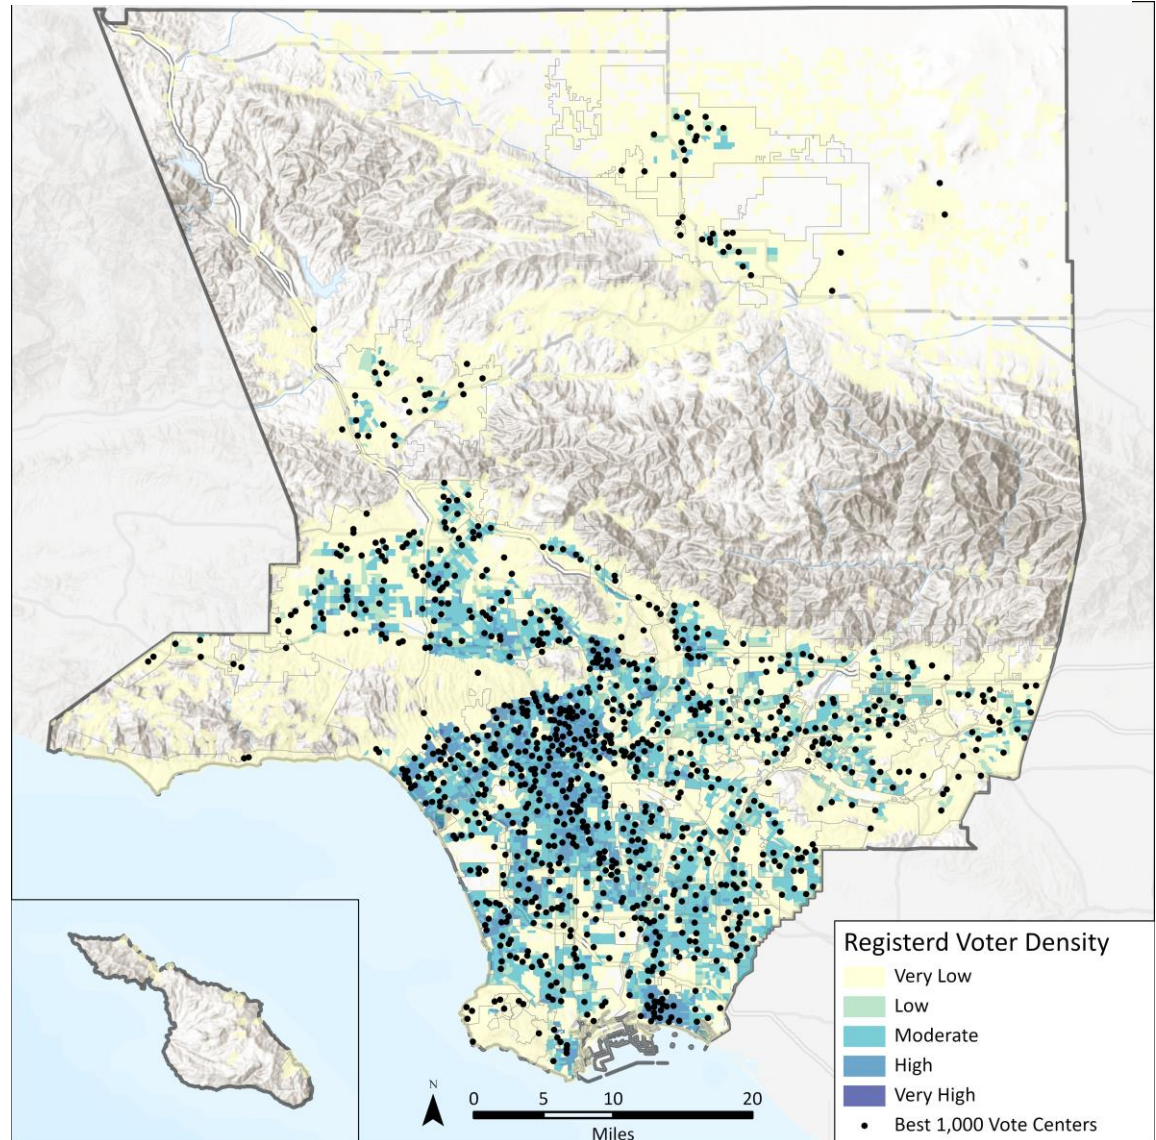 Registerd Voter Density
Very Low
Low
Moderate
High
Very High
Best 1,000 Vote Centers
N
0 5 10 20
Miles